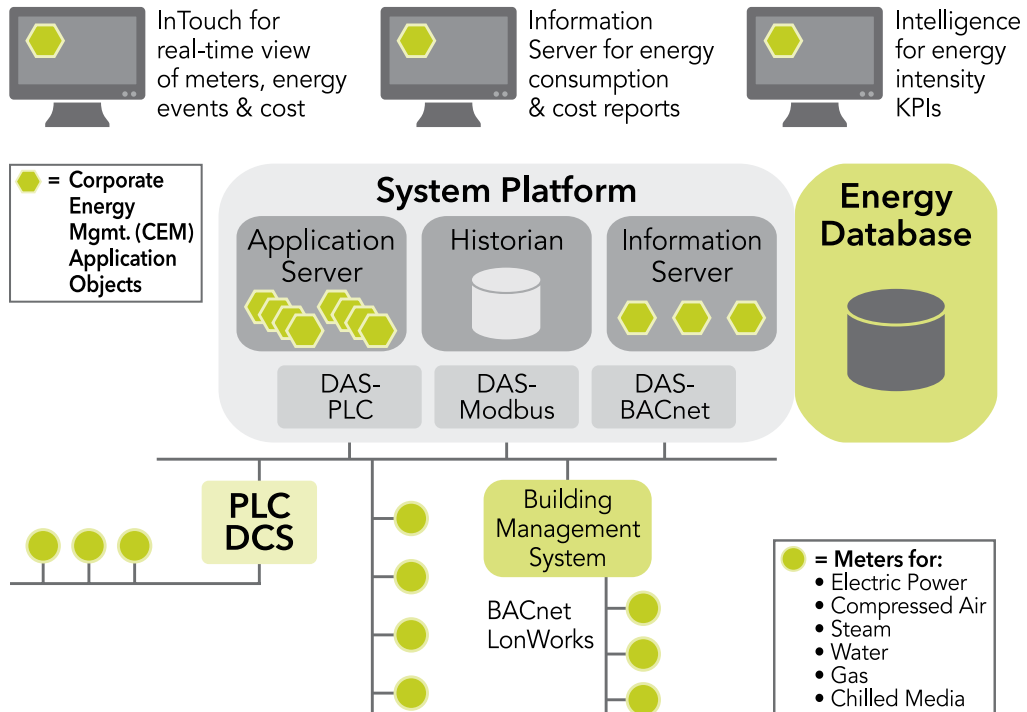 InTouch for
real-time view
of meters, energy
events & cost
Information
Server for energy
consumption
& cost reports
Intelligence
for energy
intensity
KPIs
= Corporate
Energy
Mgmt. (CEM)
Application
Objects
System Platform
Application
Server
Historian
Information
Server
DAS-
PLC
DAS-
Modbus
DAS-
BACnet
Energy
Database
PLC
DCS
Building
Management
System
BACnet
LonWorks
= Meters for:
• Electric Power
• Compressed Air
• Steam
• Water
• Gas
• Chilled Media